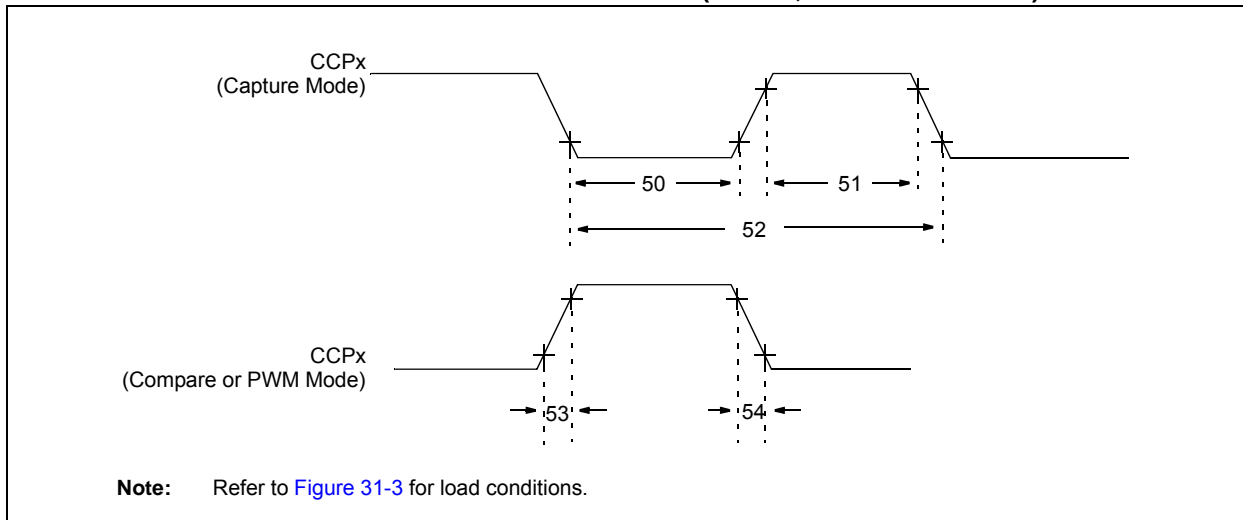 CCPx
(Capture Mode)
50
51
52
CCPx
(Compare or PWM Mode)
53
54
Note: Refer to Figure 31-3 for load conditions.